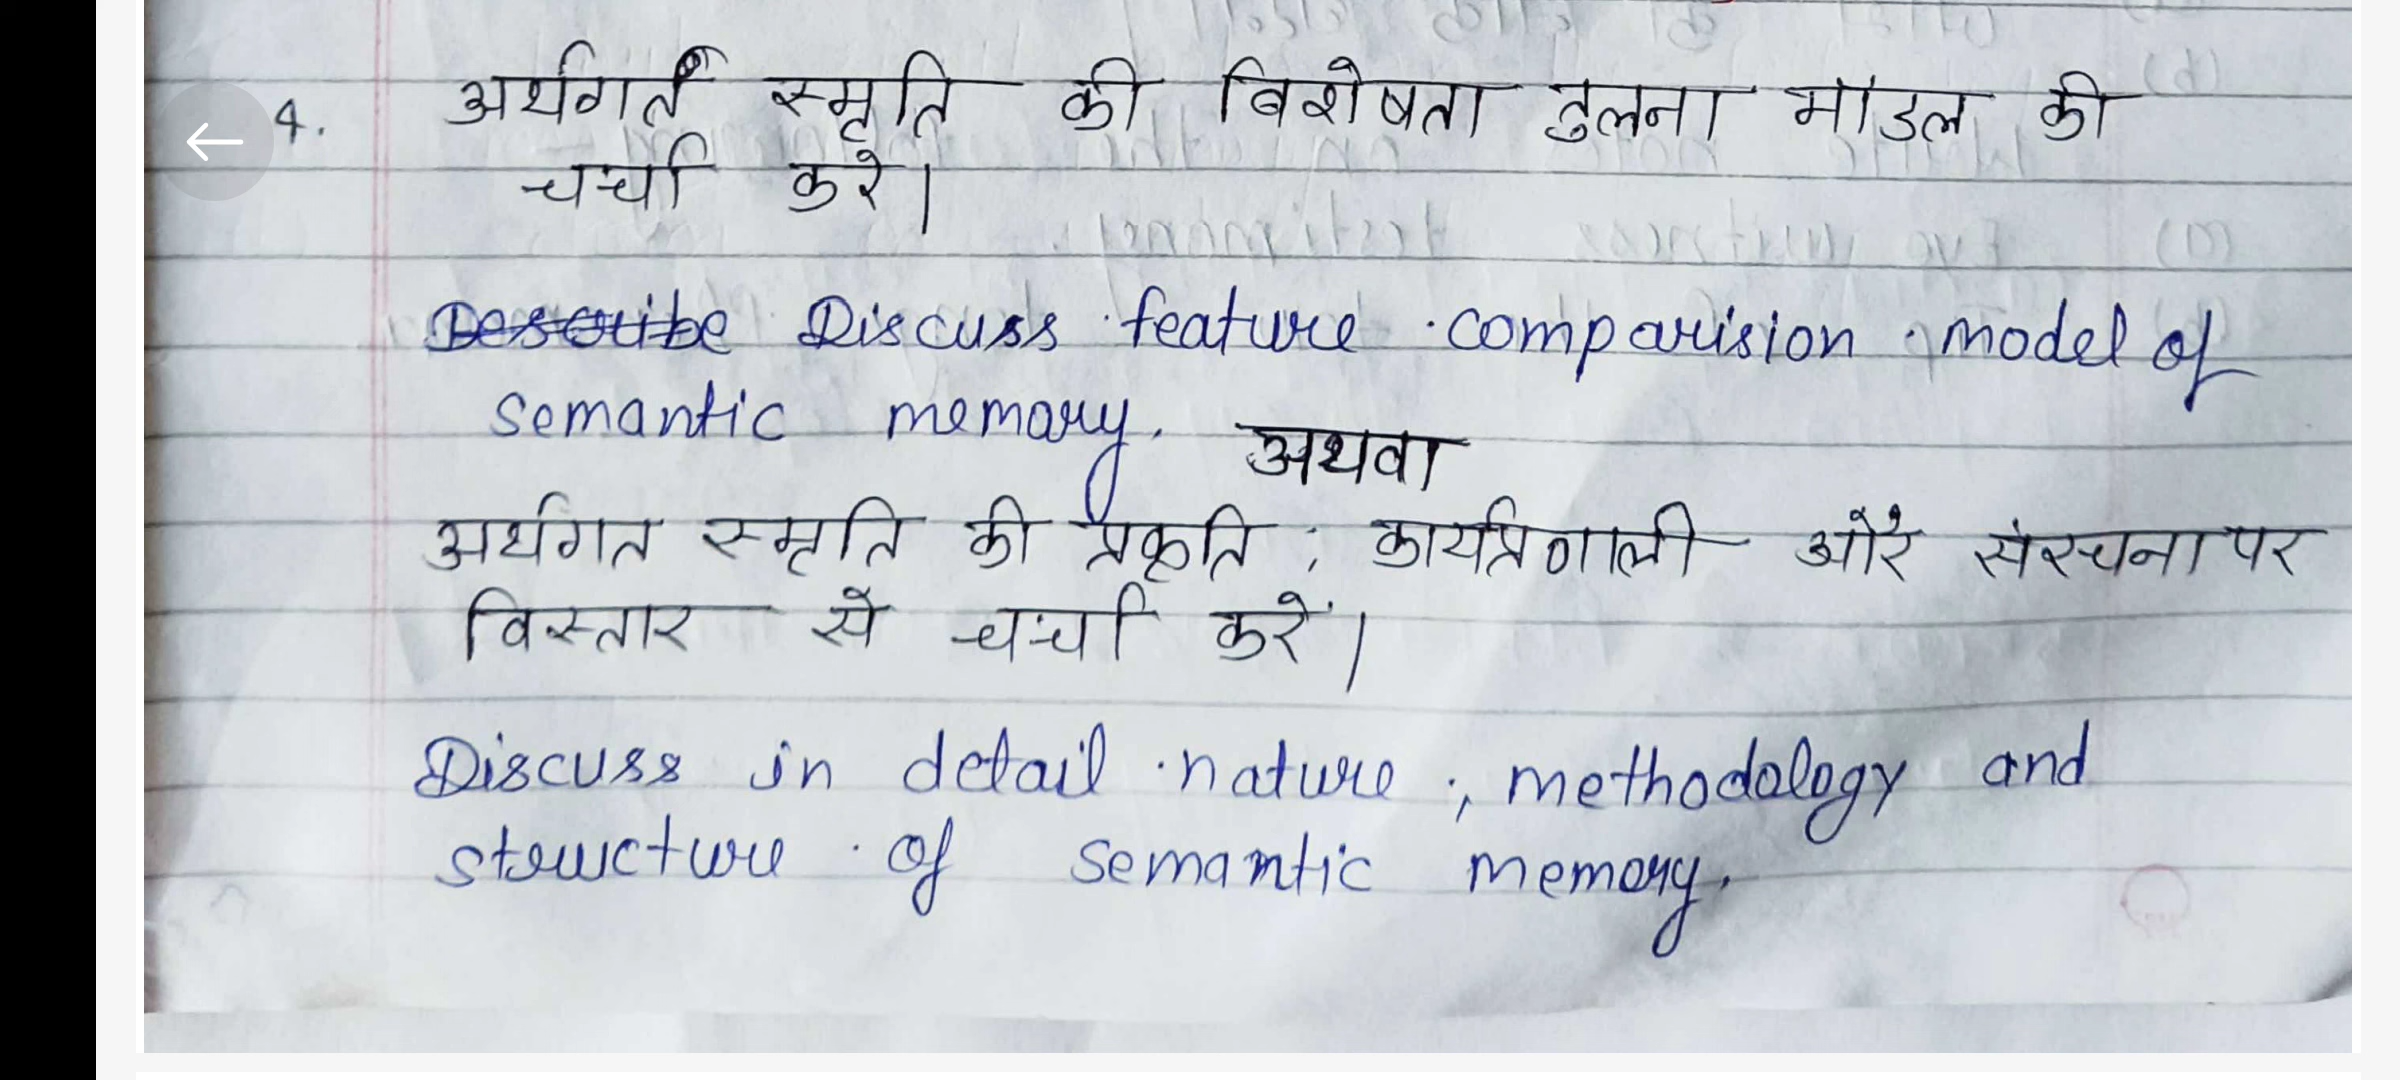 4. अर्थगत स्मृति की बिशेषता तुलना मांडल की
चर्चा करे।
Describe Discuss feature comparision model of
semantic memory. अथवा
अर्थगत स्मृति की प्रकृति, कार्यप्रणाली और संरचना पर
विस्तार से चर्चा करें।
Discuss in detail nature, methodology and
structure of semantic memory.